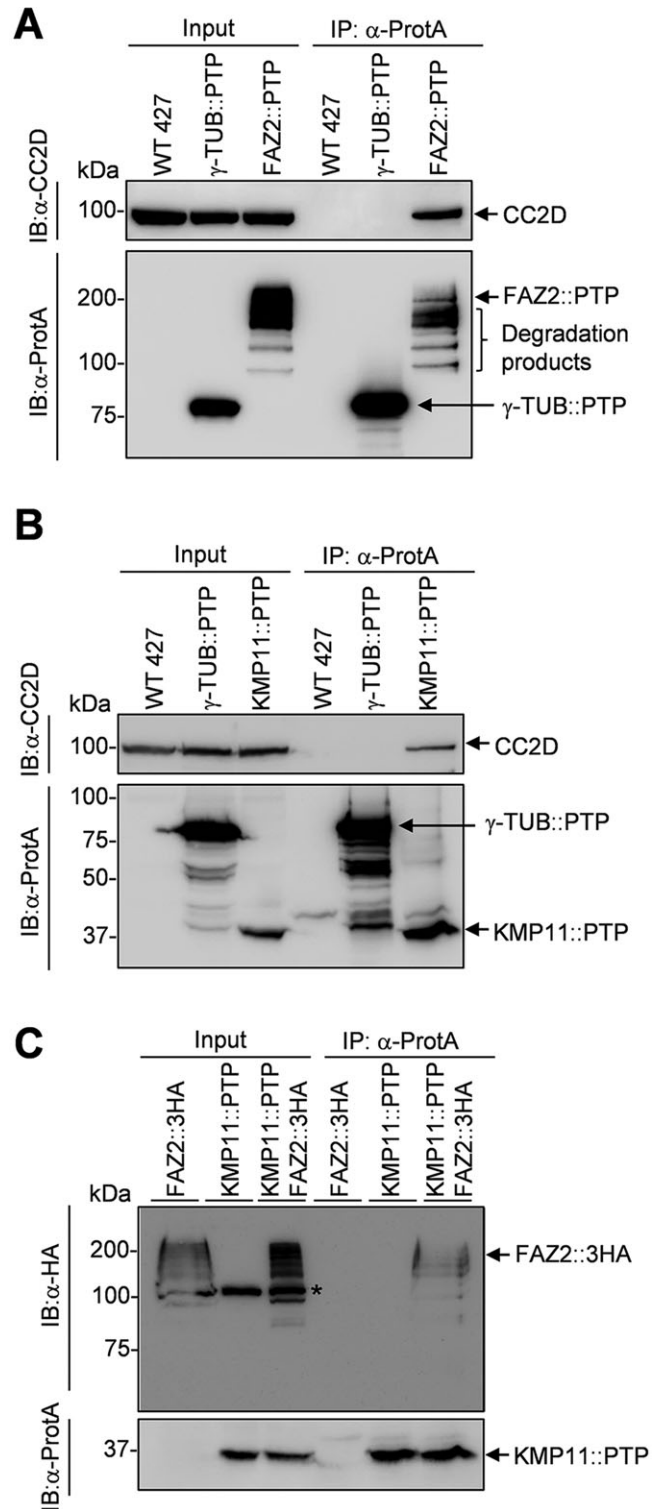 A
Input
IP: α-ProtA
WT 427
γ-TUB::PTP
FAZ2::PTP
WT 427
γ-TUB::PTP
FAZ2::PTP
kDa
IB:α-CC2D
100-
CC2D
IB:α-ProtA
200-
FAZ2::PTP
Degradation
products
100-
75-
γ-TUB::PTP
B
Input
IP: α-ProtA
WT 427
γ-TUB::PTP
KMP11::PTP
WT 427
γ-TUB::PTP
KMP11::PTP
kDa
IB:α-CC2D
100-
CC2D
IB:α-ProtA
100-
75-
γ-TUB::PTP
50-
37-
KMP11::PTP
C
Input
IP: α-ProtA
FAZ2::3HA
KMP11::PTP
KMP11::PTP
FAZ2::3HA
FAZ2::3HA
KMP11::PTP
KMP11::PTP
FAZ2::3HA
kDa
IB:α-HA
200-
FAZ2::3HA
100-
*
75-
IB:α-ProtA
37-
KMP11::PTP